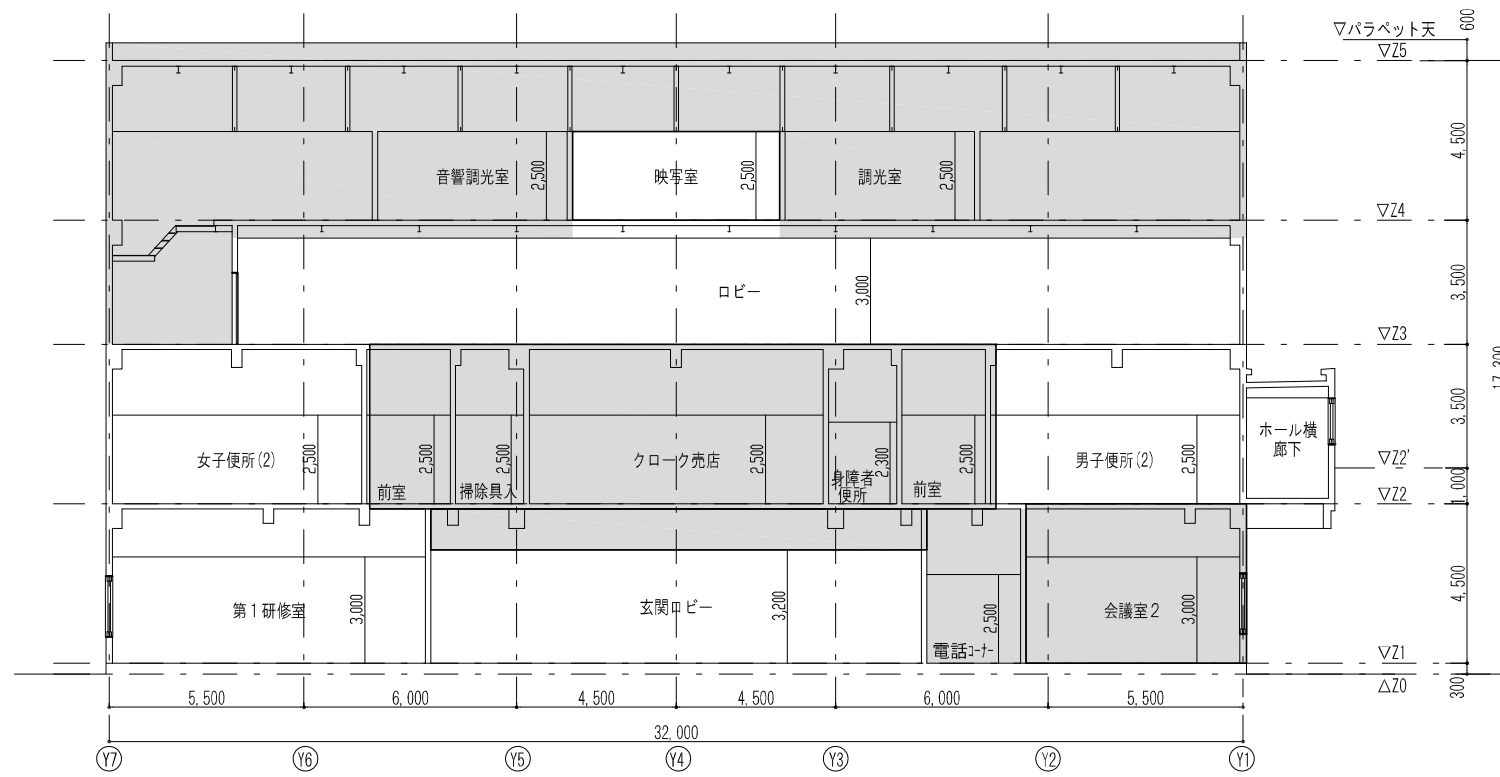 600
▽パラペット天
▽Z5
4,500
音響調光室
2,500
映写室
2,500
調光室
2,500
▽Z4
3,500
ロビー
3,000
▽Z3
17,300
3,500
女子便所(2)
2,500
前室
2,500
掃除具入
2,500
クローク売店
2,500
身障者
便所
2,300
前室
2,500
男子便所(2)
2,500
ホール横
廊下
▽Z2'
1,000
▽Z2
4,500
第1研修室
3,000
玄関ロビー
3,200
電話コーナー
2,500
会議室2
3,000
▽Z1
△Z0
300
5,500
6,000
4,500
4,500
6,000
5,500
32,000
Y7
Y6
Y5
Y4
Y3
Y2
Y1